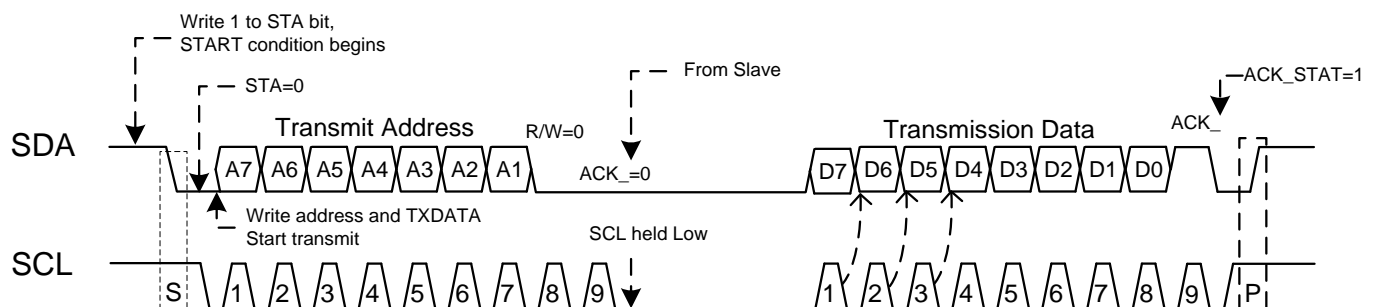 Write 1 to STA bit,
START condition begins
STA=0
From Slave
ACK_STAT=1
SDA
Transmit Address
R/W=0
Transmission Data
ACK_
A7 A6 A5 A4 A3 A2 A1
ACK_=0
D7 D6 D5 D4 D3 D2 D1 D0
Write address and TXDATA
Start transmit
SCL held Low
SCL
S 1 2 3 4 5 6 7 8 9
1 2 3 4 5 6 7 8 9 P